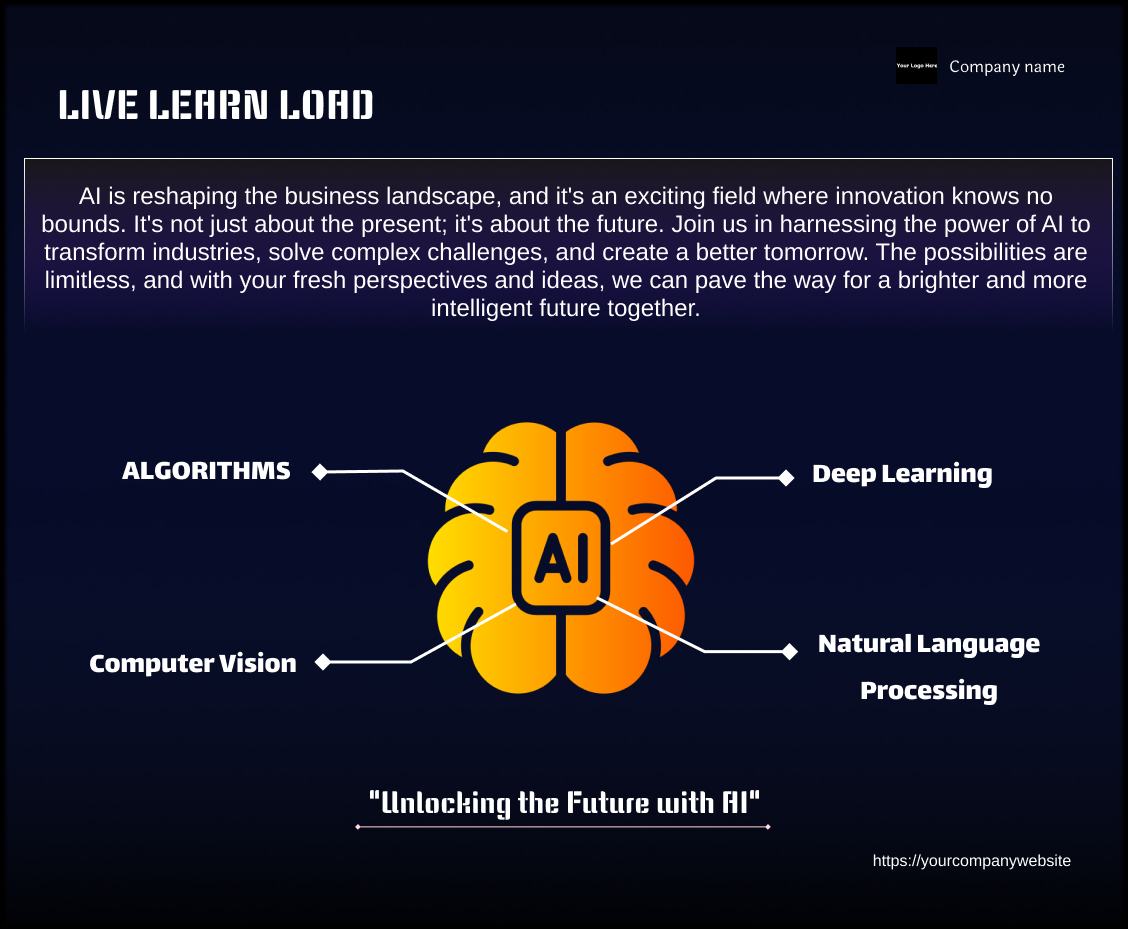 Your Logo Here
Company name
LIVE LEARN LOAD
AI is reshaping the business landscape, and it's an exciting field where innovation knows no
bounds. It's not just about the present; it's about the future. Join us in harnessing the power of AI to
transform industries, solve complex challenges, and create a better tomorrow. The possibilities are
limitless, and with your fresh perspectives and ideas, we can pave the way for a brighter and more
intelligent future together.
ALGORITHMS
Deep Learning
AI
Computer Vision
Natural Language
Processing
"Unlocking the Future with AI"
https://yourcompanywebsite